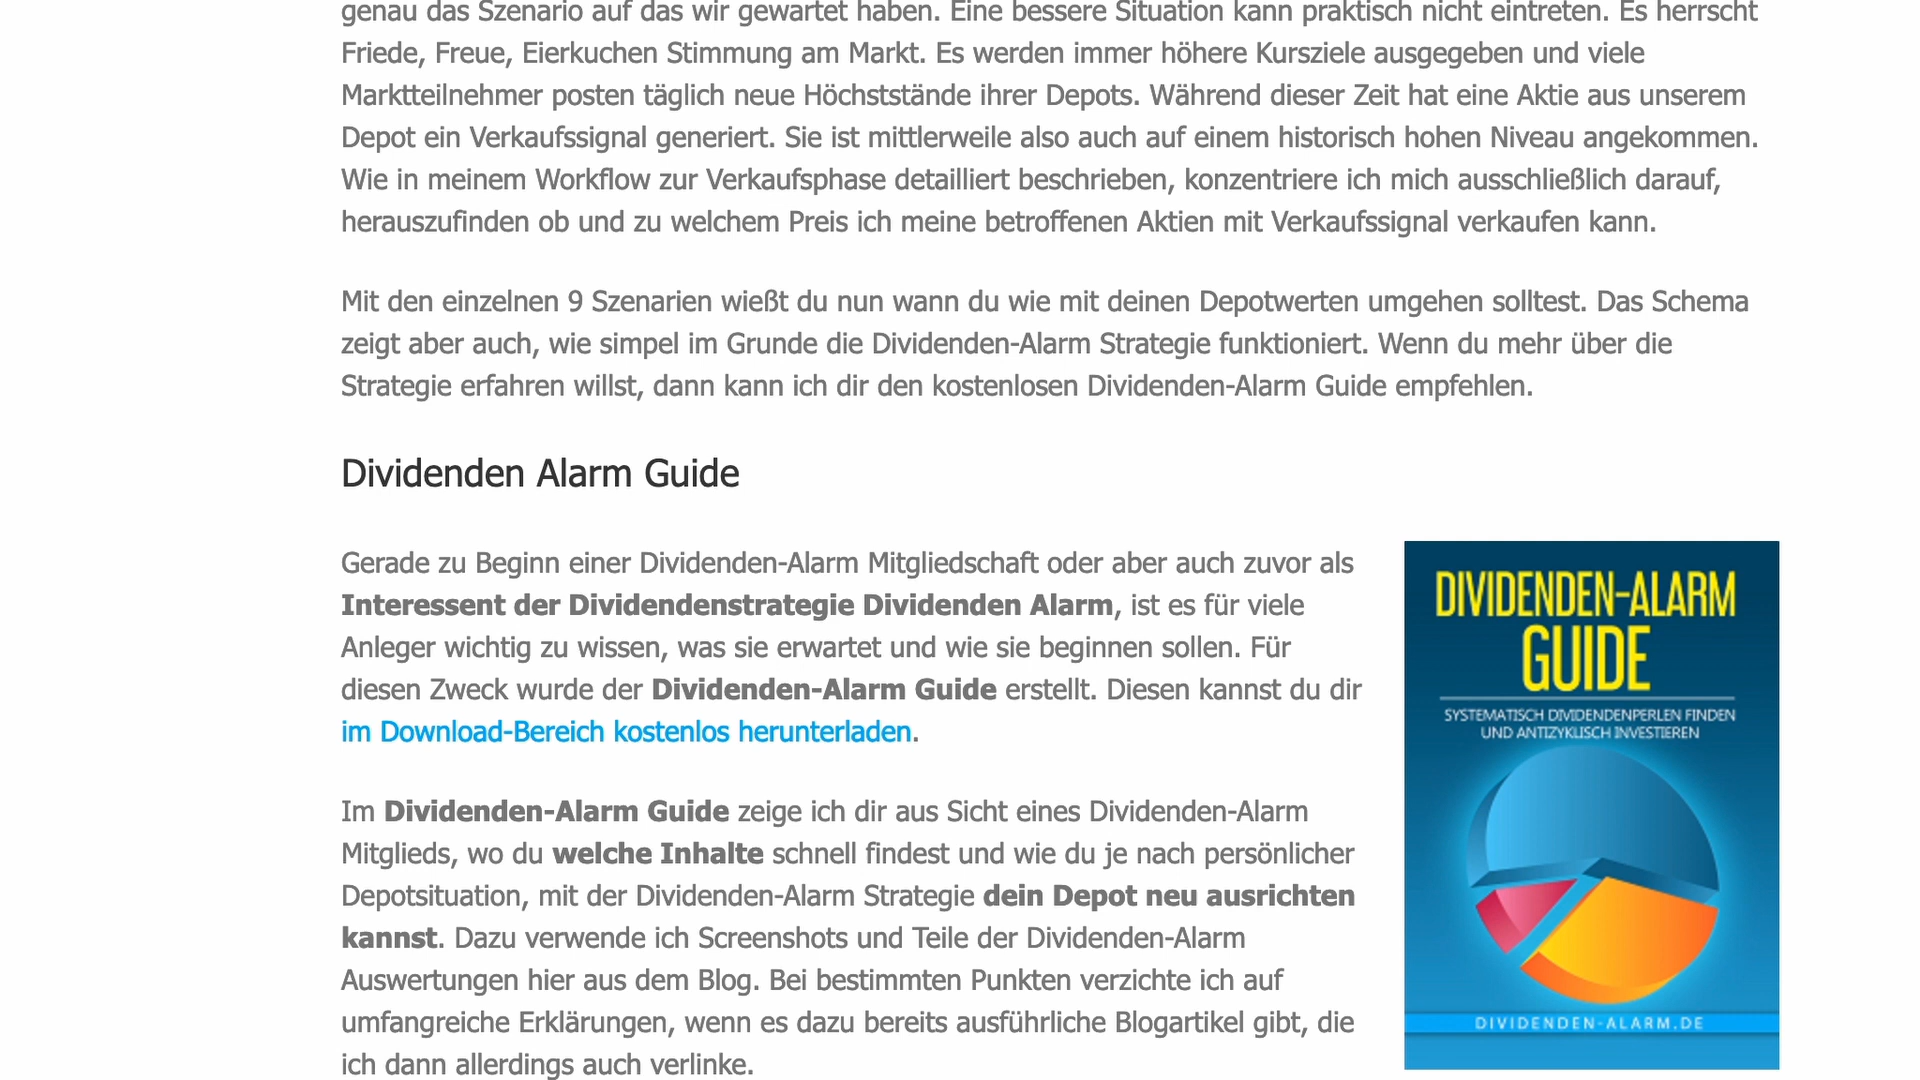 genau das Szenario auf das wir gewartet haben. Eine bessere Situation kann praktisch nicht eintreten. Es herrscht
Friede, Freue, Eierkuchen Stimmung am Markt. Es werden immer höhere Kursziele ausgegeben und viele
Marktteilnehmer posten täglich neue Höchststände ihrer Depots. Während dieser Zeit hat eine Aktie aus unserem
Depot ein Verkaufssignal generiert. Sie ist mittlerweile also auch auf einem historisch hohen Niveau angekommen.
Wie in meinem Workflow zur Verkaufsphase detailliert beschrieben, konzentriere ich mich ausschließlich darauf,
herauszufinden ob und zu welchem Preis ich meine betroffenen Aktien mit Verkaufssignal verkaufen kann.
Mit den einzelnen 9 Szenarien wießt du nun wann du wie mit deinen Depotwerten umgehen solltest. Das Schema
zeigt aber auch, wie simpel im Grunde die Dividenden-Alarm Strategie funktioniert. Wenn du mehr über die
Strategie erfahren willst, dann kann ich dir den kostenlosen Dividenden-Alarm Guide empfehlen.
Dividenden Alarm Guide
Gerade zu Beginn einer Dividenden-Alarm Mitgliedschaft oder aber auch zuvor als
Interessent der Dividendenstrategie Dividenden Alarm, ist es für viele
Anleger wichtig zu wissen, was sie erwartet und wie sie beginnen sollen. Für
diesen Zweck wurde der Dividenden-Alarm Guide erstellt. Diesen kannst du dir
im Download-Bereich kostenlos herunterladen.
Im Dividenden-Alarm Guide zeige ich dir aus Sicht eines Dividenden-Alarm
Mitglieds, wo du welche Inhalte schnell findest und wie du je nach persönlicher
Depotsituation, mit der Dividenden-Alarm Strategie dein Depot neu ausrichten
kannst. Dazu verwende ich Screenshots und Teile der Dividenden-Alarm
Auswertungen hier aus dem Blog. Bei bestimmten Punkten verzichte ich auf
umfangreiche Erklärungen, wenn es dazu bereits ausführliche Blogartikel gibt, die
ich dann allerdings auch verlinke.
DIVIDENDEN-ALARM
GUIDE
SYSTEMATISCH DIVIDENDENPERLEN FINDEN
UND ANTIZYKLISCH INVESTIEREN
DIVIDENDEN-ALARM.DE